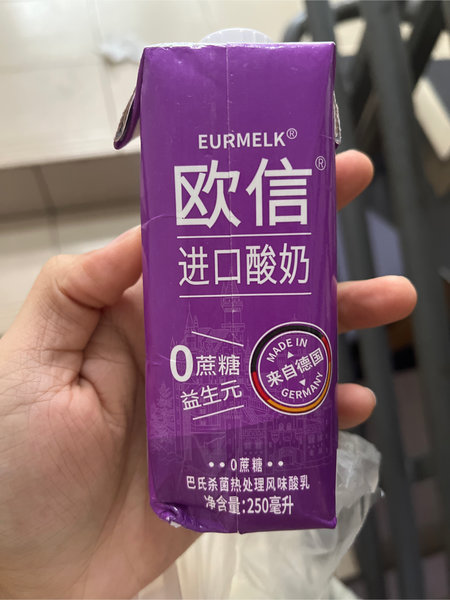 EURMELK®
欧信®
进口酸奶
0蔗糖
益生元
MADE IN
来自德国
GERMANY
••0蔗糖••
巴氏杀菌热处理风味酸乳
净含量:250毫升